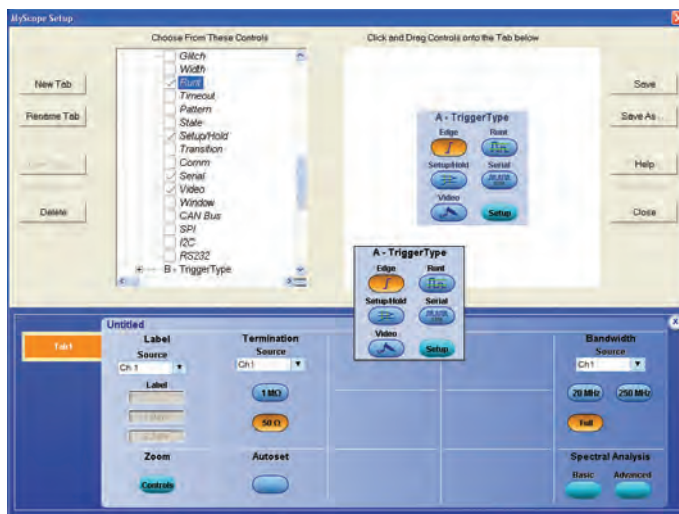 MyScope Setup
Choose From These Controls
Click and Drag Controls onto the Tab below
New Tab
Rename Tab
Delete
Glitch
Width
Runt
Timeout
Pattern
State
Setup/Hold
Transition
Comm
Serial
Video
Window
CAN Bus
SPI
I2C
RS232
B - TriggerType
A - TriggerType
Edge
Runt
Setup/Hold
Serial
Video
Setup
Save
Save As...
Help
Close
A - TriggerType
Edge
Runt
Setup/Hold
Serial
Video
Setup
Tab1
Untitled
Label
Source
Ch 1
Label
Termination
Source
Ch1
1 MΩ
50 Ω
Bandwidth
Source
Ch1
20 MHz
250 MHz
Full
Zoom
Controls
Autoset
Spectral Analysis
Basic
Advanced